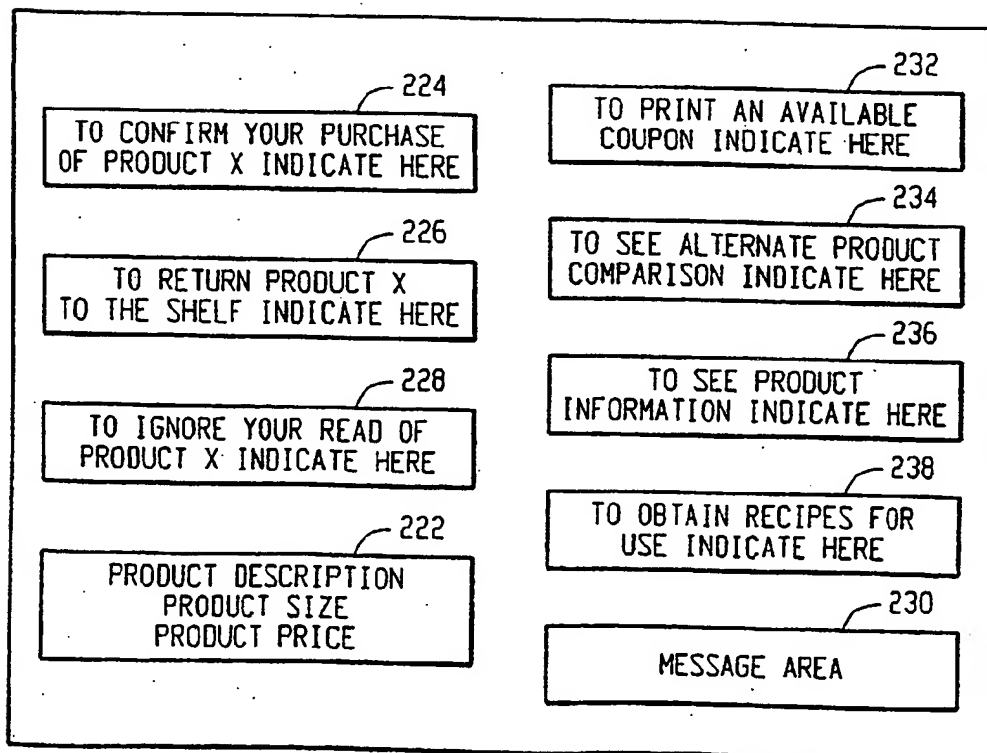 224
TO CONFIRM YOUR PURCHASE
OF PRODUCT X INDICATE HERE
226
TO RETURN PRODUCT X
TO THE SHELF INDICATE HERE
228
TO IGNORE YOUR READ OF
PRODUCT X INDICATE HERE
222
PRODUCT DESCRIPTION
PRODUCT SIZE
PRODUCT PRICE
232
TO PRINT AN AVAILABLE
COUPON INDICATE HERE
234
TO SEE ALTERNATE PRODUCT
COMPARISON INDICATE HERE
236
TO SEE PRODUCT
INFORMATION INDICATE HERE
238
TO OBTAIN RECIPES FOR
USE INDICATE HERE
230
MESSAGE AREA